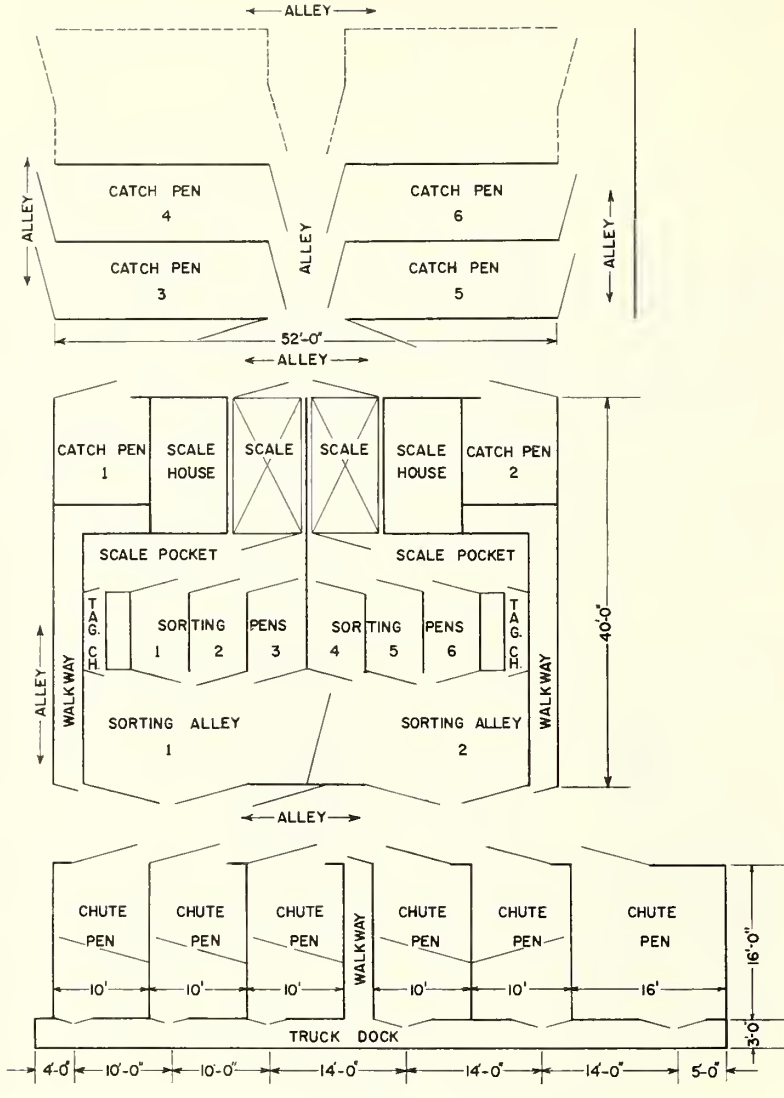 ALLEY
CATCH PEN
4
CATCH PEN
6
ALLEY
ALLEY
ALLEY
CATCH PEN
3
CATCH PEN
5
52'-0"
ALLEY
CATCH PEN
1
SCALE
HOUSE
SCALE
SCALE
SCALE
HOUSE
CATCH PEN
2
SCALE POCKET
SCALE POCKET
TAG. CH.
SORTING PENS
1 2 3
SORTING PENS
4 5 6
TAG. CH.
40'-0"
ALLEY
WALKWAY
WALKWAY
SORTING ALLEY
1
SORTING ALLEY
2
ALLEY
CHUTE
PEN
CHUTE
PEN
CHUTE
PEN
WALKWAY
CHUTE
PEN
CHUTE
PEN
CHUTE
PEN
10' 10' 10' 10' 10' 16'
16'-0"
TRUCK DOCK
3'-0"
4'-0" 10'-0" 10'-0" 14'-0" 14'-0" 14'-0" 5'-0"